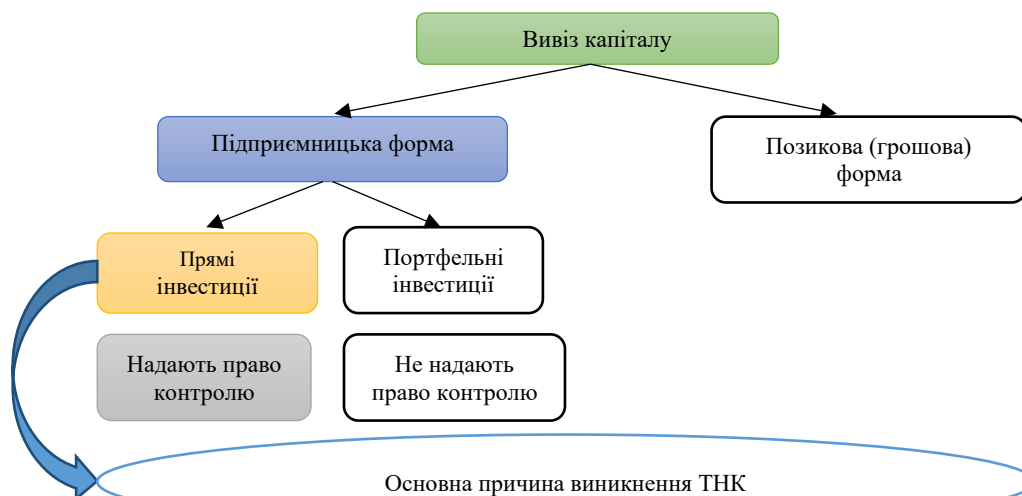 Вивіз капіталу
Підприємницька форма
Позикова (грошова)
форма
Прямі
інвестиції
Портфельні
інвестиції
Надають право
контролю
Не надають
право контролю
Основна причина виникнення ТНК